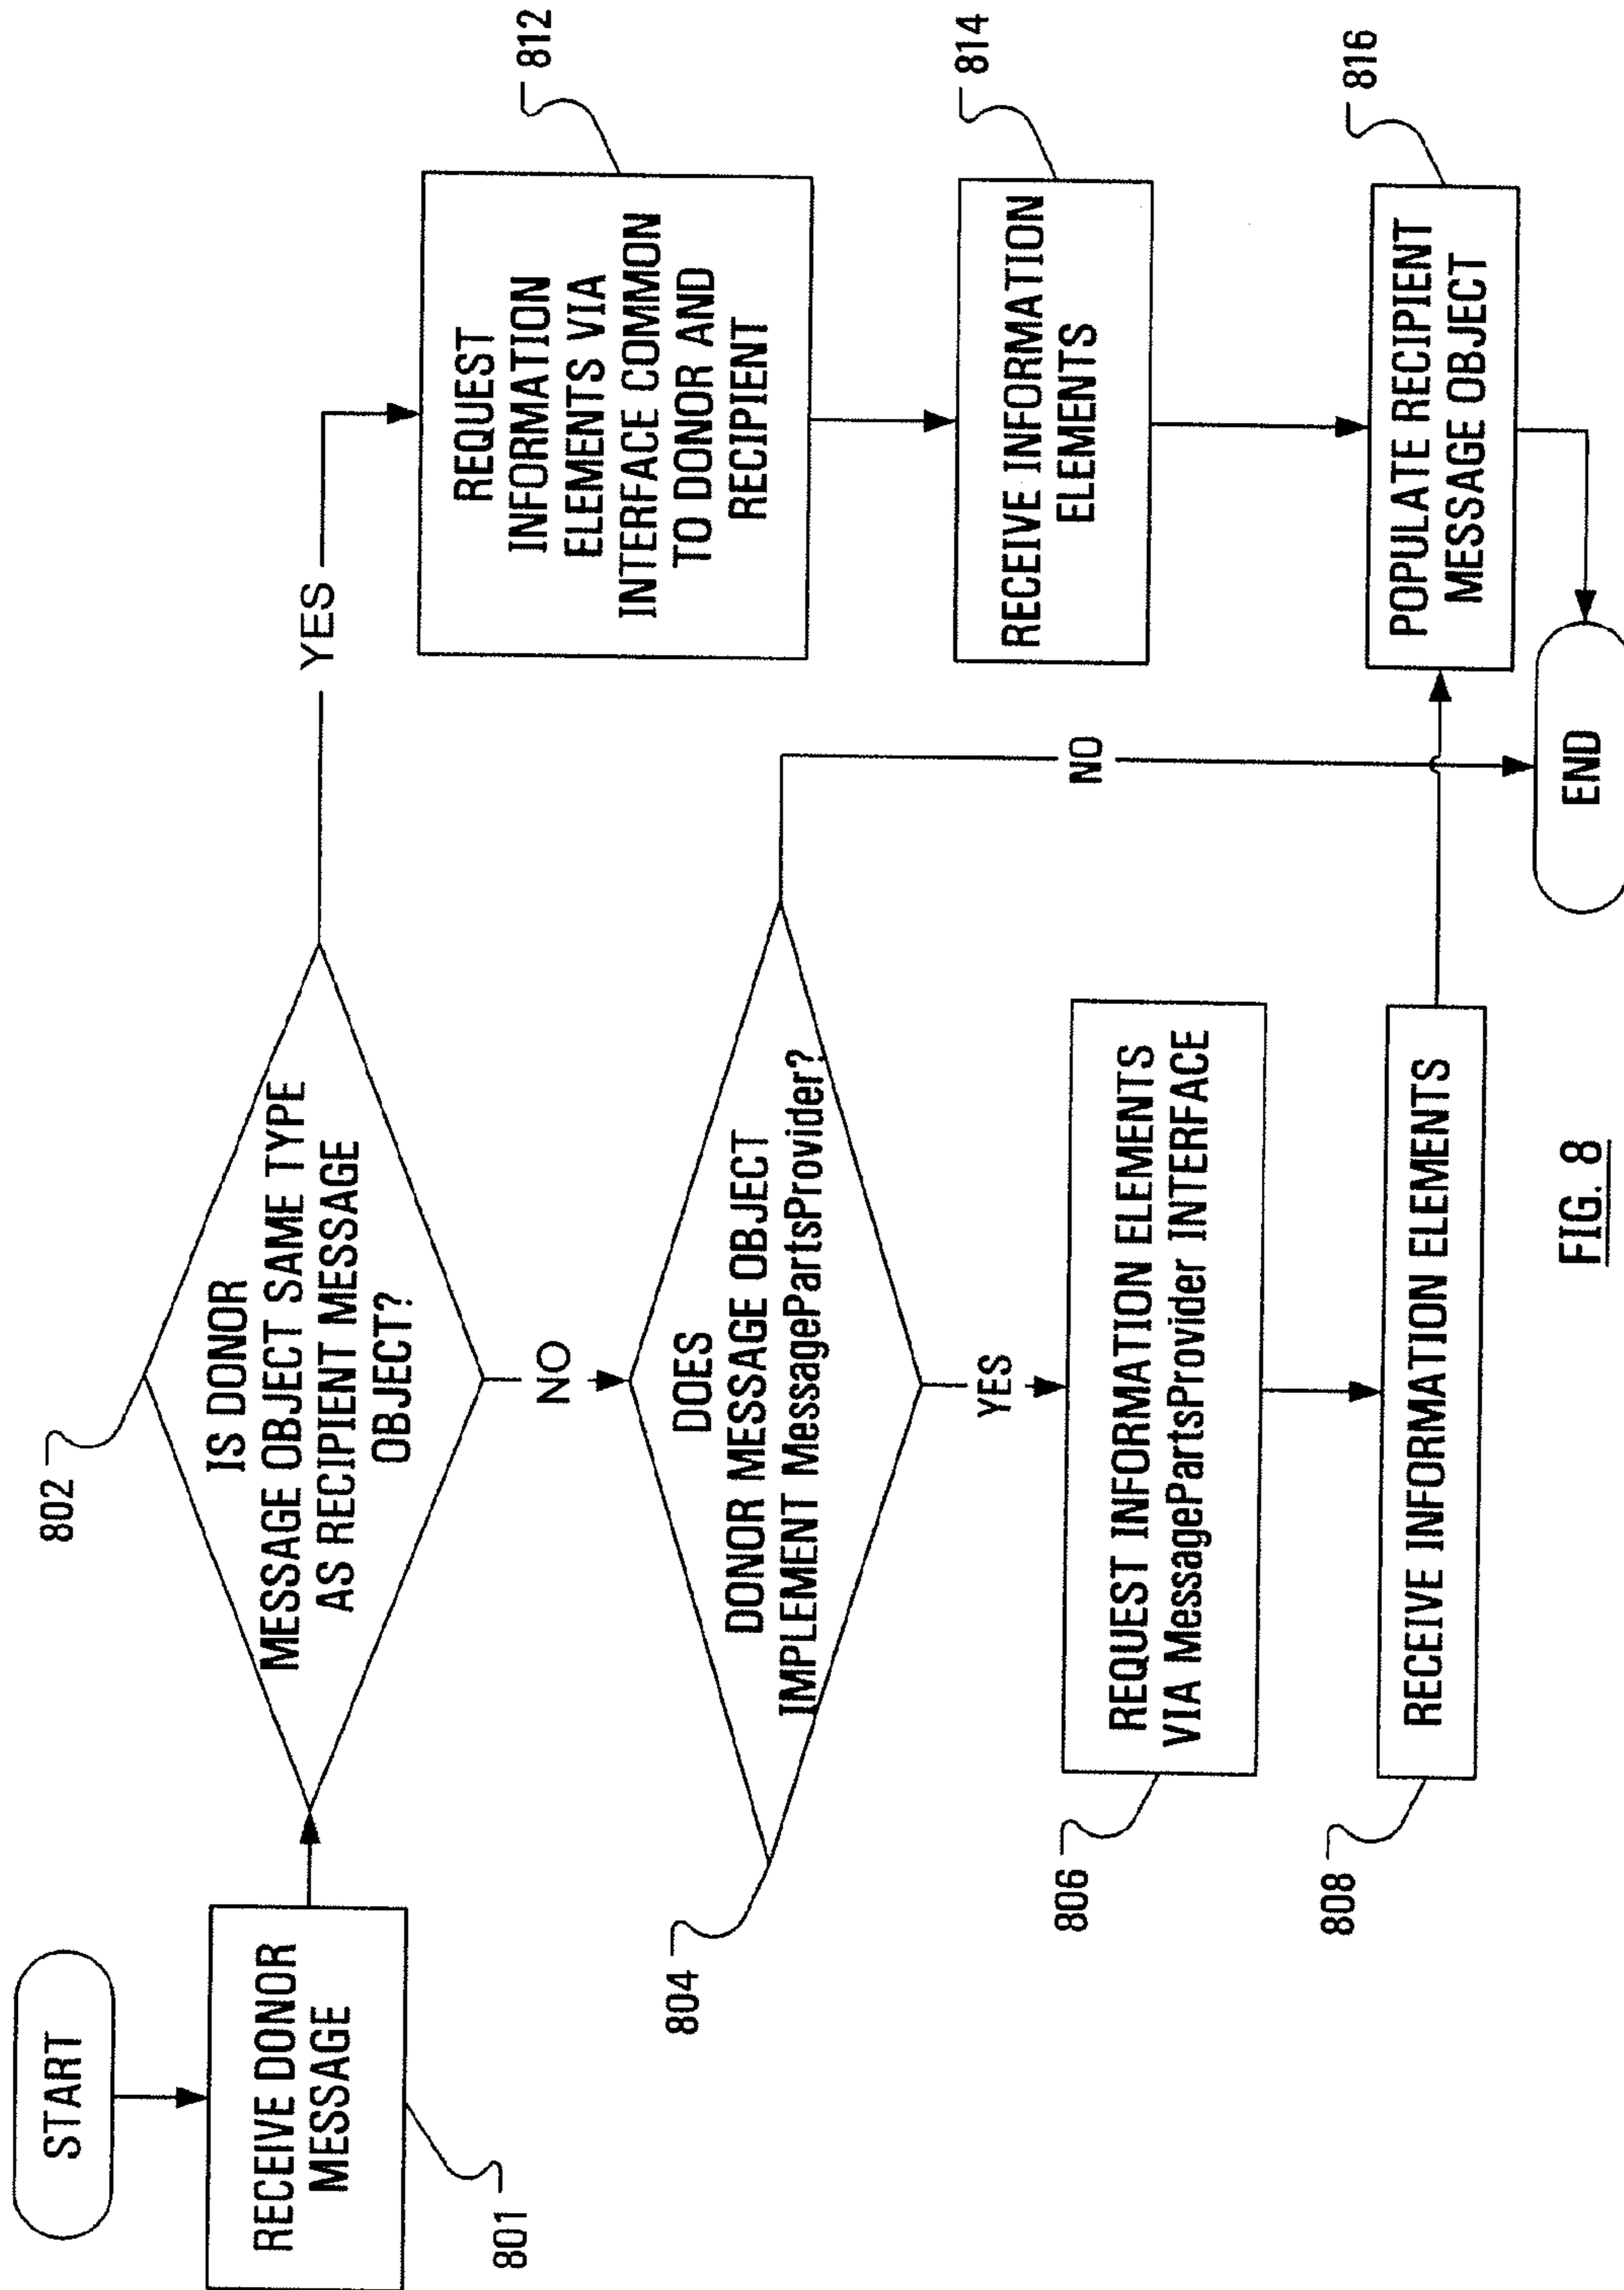 START
RECEIVE DONOR
MESSAGE
801
802
IS DONOR
MESSAGE OBJECT SAME TYPE
AS RECIPIENT MESSAGE
OBJECT?
YES
NO
804
DOES
DONOR MESSAGE OBJECT
IMPLEMENT MessagePartsProvider?
NO
YES
806
REQUEST INFORMATION ELEMENTS
VIA MessagePartsProvider INTERFACE
808
RECEIVE INFORMATION ELEMENTS
812
REQUEST
INFORMATION
ELEMENTS VIA
INTERFACE COMMON
TO DONOR AND
RECIPIENT
814
RECEIVE INFORMATION
ELEMENTS
816
POPULATE RECIPIENT
MESSAGE OBJECT
END
FIG. 8